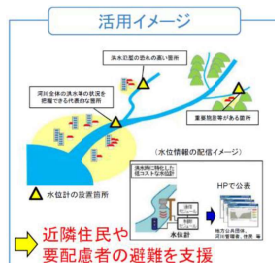 活用イメージ
洪水氾濫の恐れの高い箇所
河川全体の洪水等の状況を
把握できる代表的な箇所
重要施設等がある箇所
(水位情報の配信イメージ)
洪水時に特化した
低コストな水位計
HPで公表
水位計
地方公共団体、
河川管理者、住民 等
水位計の設置箇所
近隣住民や
要配慮者の避難を支援